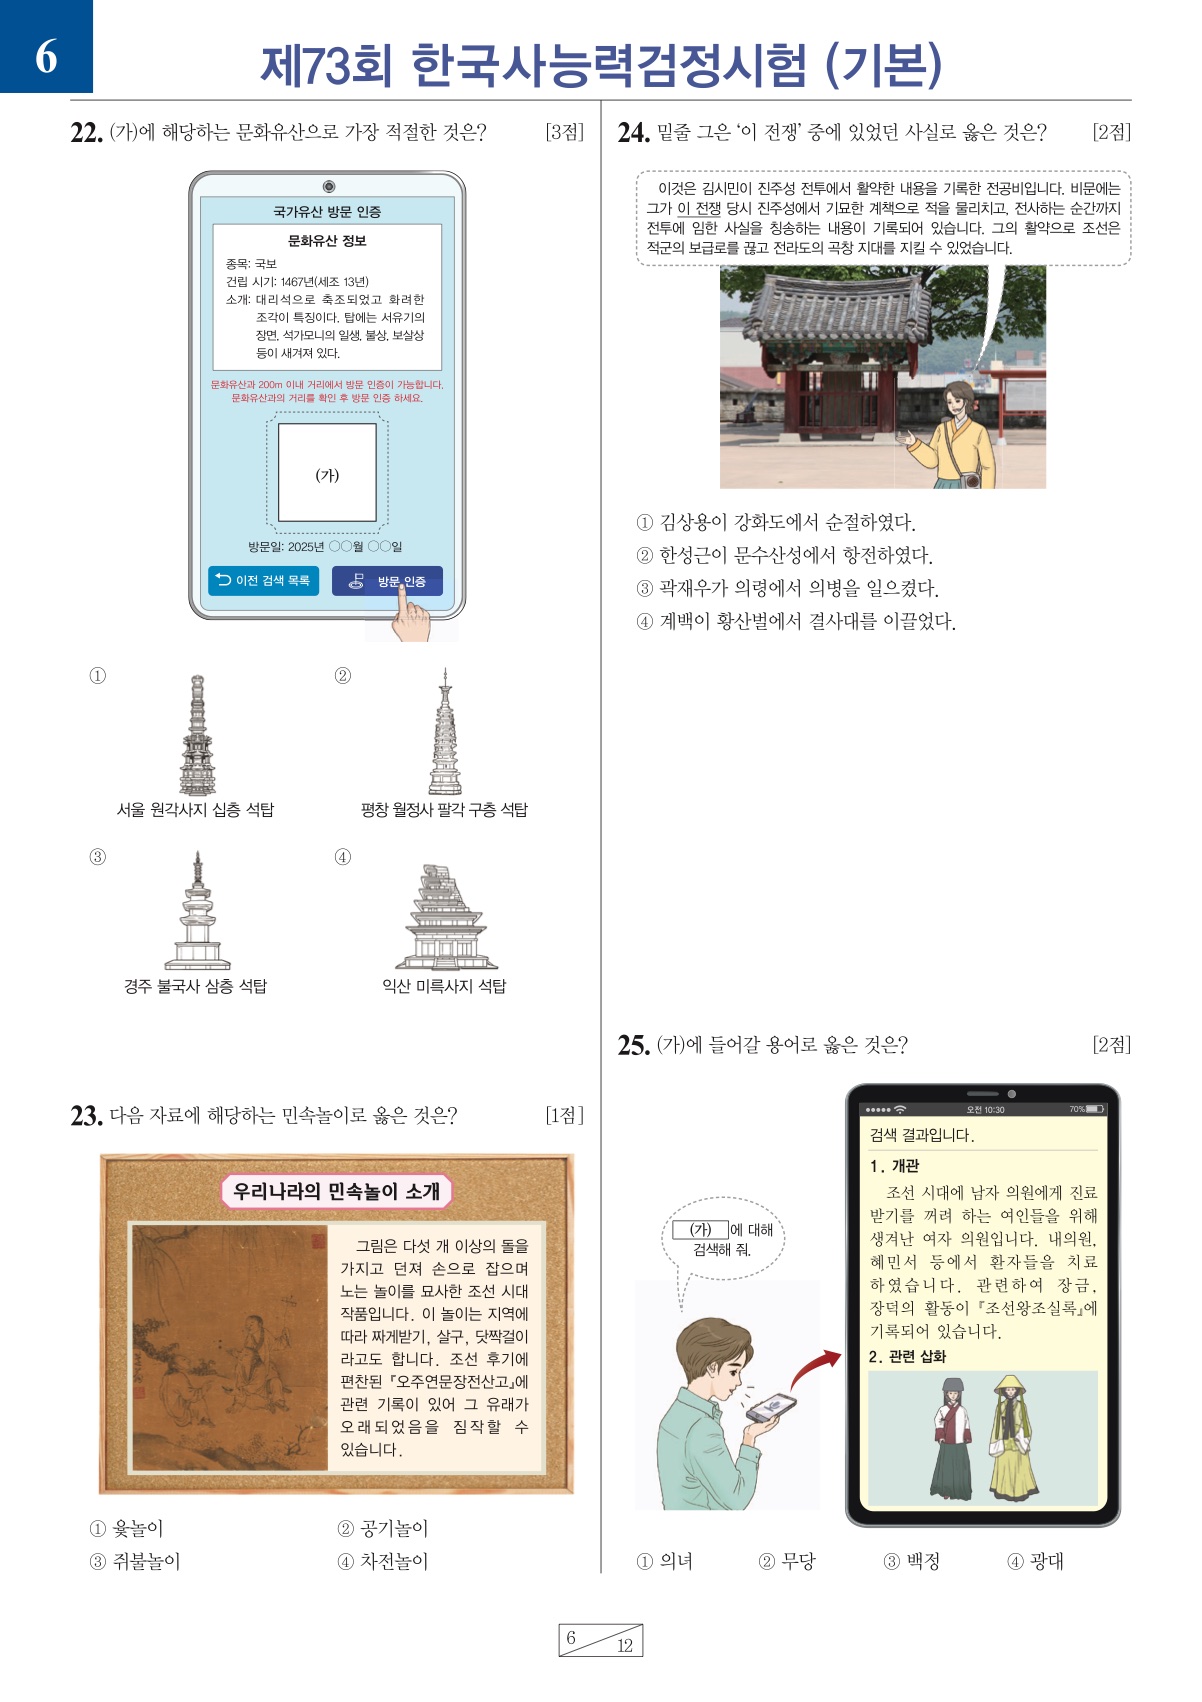 6
제73회 한국사능력검정시험 (기본)
22. (가)에 해당하는 문화유산으로 가장 적절한 것은? [3점]
국가유산 방문 인증
문화유산 정보
종목: 국보
건립 시기: 1467년(세조 13년)
소개: 대리석으로 축조되었고 화려한
조각이 특징이다. 탑에는 서유기의
장면, 석가모니의 일생, 불상, 보살상
등이 새겨져 있다.
문화유산과 200m 이내 거리에서 방문 인증이 가능합니다.
문화유산과의 거리를 확인 후 방문 인증 하세요.
(가)
방문일: 2025년 ○○월 ○○일
이전 검색 목록
방문 인증
①
②
서울 원각사지 십층 석탑
평창 월정사 팔각 구층 석탑
③
④
경주 불국사 삼층 석탑
익산 미륵사지 석탑
23. 다음 자료에 해당하는 민속놀이로 옳은 것은? [1점]
우리나라의 민속놀이 소개
그림은 다섯 개 이상의 돌을
가지고 던져 손으로 잡으며
노는 놀이를 묘사한 조선 시대
작품입니다. 이 놀이는 지역에
따라 짜게받기, 살구, 닷짝걸이
라고도 합니다. 조선 후기에
편찬된 『오주연문장전산고』에
관련 기록이 있어 그 유래가
오래되었음을 짐작할 수
있습니다.
① 윷놀이 ② 공기놀이
③ 쥐불놀이 ④ 차전놀이
24. 밑줄 그은 ‘이 전쟁’ 중에 있었던 사실로 옳은 것은? [2점]
이것은 김시민이 진주성 전투에서 활약한 내용을 기록한 전공비입니다. 비문에는
그가 이 전쟁 당시 진주성에서 기묘한 계책으로 적을 물리치고, 전사하는 순간까지
전투에 임한 사실을 칭송하는 내용이 기록되어 있습니다. 그의 활약으로 조선은
적군의 보급로를 끊고 전라도의 곡창 지대를 지킬 수 있었습니다.
① 김상용이 강화도에서 순절하였다.
② 한성근이 문수산성에서 항전하였다.
③ 곽재우가 의령에서 의병을 일으켰다.
④ 계백이 황산벌에서 결사대를 이끌었다.
25. (가)에 들어갈 용어로 옳은 것은? [2점]
(가) 에 대해
검색해 줘.
오전 10:30
70%
검색 결과입니다.
1. 개관
조선 시대에 남자 의원에게 진료
받기를 꺼려 하는 여인들을 위해
생겨난 여자 의원입니다. 내의원,
혜민서 등에서 환자들을 치료
하였습니다. 관련하여 장금,
장덕의 활동이 『조선왕조실록』에
기록되어 있습니다.
2. 관련 삽화
① 의녀 ② 무당 ③ 백정 ④ 광대
6
12